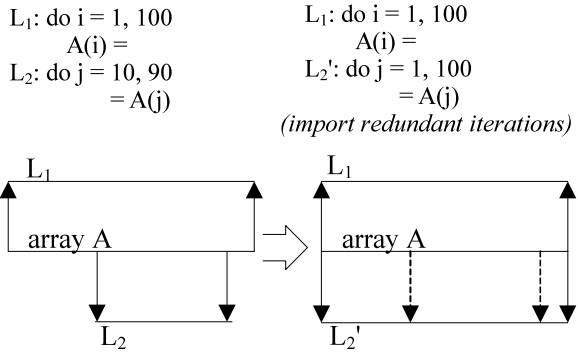 L₁: do i = 1, 100
A(i) =
L₂: do j = 10, 90
= A(j)
L₁: do i = 1, 100
A(i) =
L₂': do j = 1, 100
= A(j)
(import redundant iterations)
L₁
array A
L₂
L₁
array A
L₂'